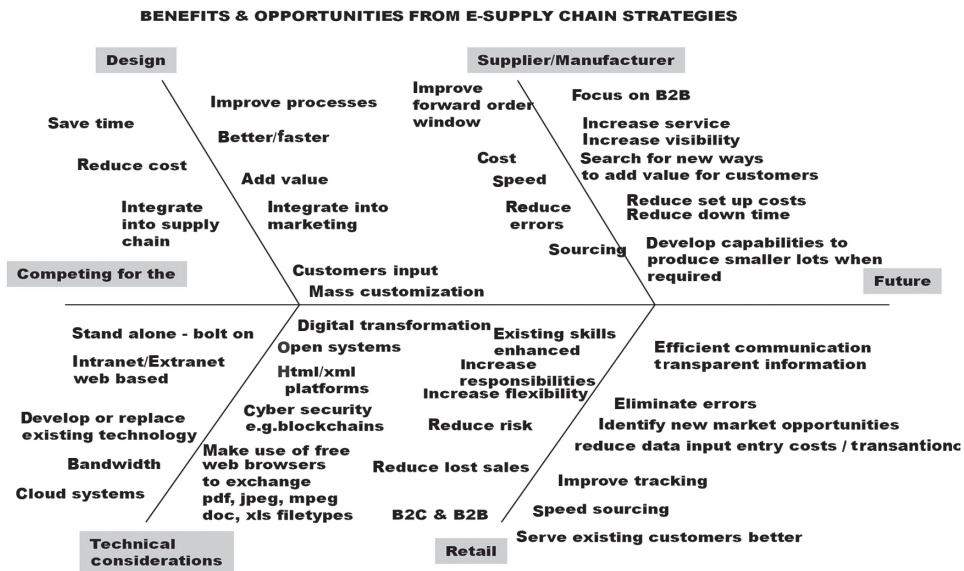 BENEFITS & OPPORTUNITIES FROM E-SUPPLY CHAIN STRATEGIES
Design
Save time
Reduce cost
Integrate
into supply
chain
Improve processes
Better/faster
Add value
Integrate into
marketing
Customers input
Mass customization
Supplier/Manufacturer
Improve
forward order
window
Cost
Speed
Reduce
errors
Sourcing
Focus on B2B
Increase service
Increase visibility
Search for new ways
to add value for customers
Reduce set up costs
Reduce down time
Develop capabilities to
produce smaller lots when
required
Competing for the
Future
Stand alone - bolt on
Intranet/Extranet
web based
Develop or replace
existing technology
Bandwidth
Cloud systems
Digital transformation
Open systems
Html/xml
platforms
Cyber security
e.g.blockchains
Make use of free
web browsers
to exchange
pdf, jpeg, mpeg
doc, xls filetypes
Technical
considerations
Existing skills
enhanced
Increase
responsibilities
Increase flexibility
Reduce risk
Reduce lost sales
B2C & B2B
Efficient communication
transparent information
Eliminate errors
Identify new market opportunities
reduce data input entry costs / transantionc
Improve tracking
Speed sourcing
Serve existing customers better
Retail